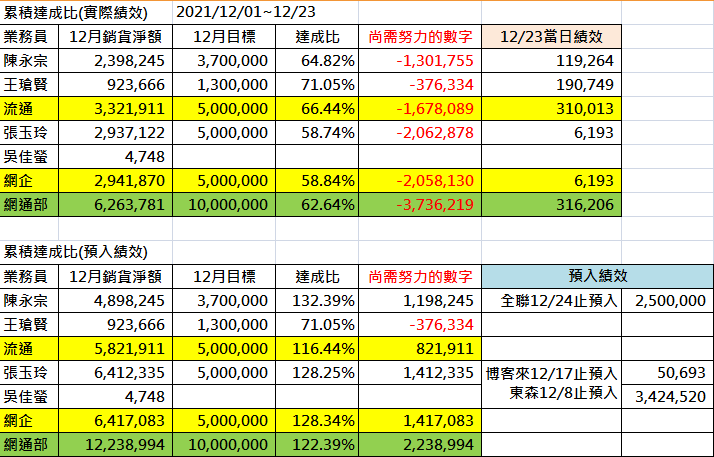 累積達成比(實際績效) 2021/12/01~12/23
業務員 12月銷貨淨額 12月目標 達成比 尚需努力的數字 12/23當日績效
陳永宗 2,398,245 3,700,000 64.82% -1,301,755 119,264
王瑲賢 923,666 1,300,000 71.05% -376,334 190,749
流通 3,321,911 5,000,000 66.44% -1,678,089 310,013
張玉玲 2,937,122 5,000,000 58.74% -2,062,878 6,193
吳佳螢 4,748
網企 2,941,870 5,000,000 58.84% -2,058,130 6,193
網通部 6,263,781 10,000,000 62.64% -3,736,219 316,206
累積達成比(預入績效)
業務員 12月銷貨淨額 12月目標 達成比 尚需努力的數字 預入績效
陳永宗 4,898,245 3,700,000 132.39% 1,198,245 全聯12/24止預入 2,500,000
王瑲賢 923,666 1,300,000 71.05% -376,334
流通 5,821,911 5,000,000 116.44% 821,911
張玉玲 6,412,335 5,000,000 128.25% 1,412,335 博客來12/17止預入 50,693
吳佳螢 4,748 東森12/8止預入 3,424,520
網企 6,417,083 5,000,000 128.34% 1,417,083
網通部 12,238,994 10,000,000 122.39% 2,238,994